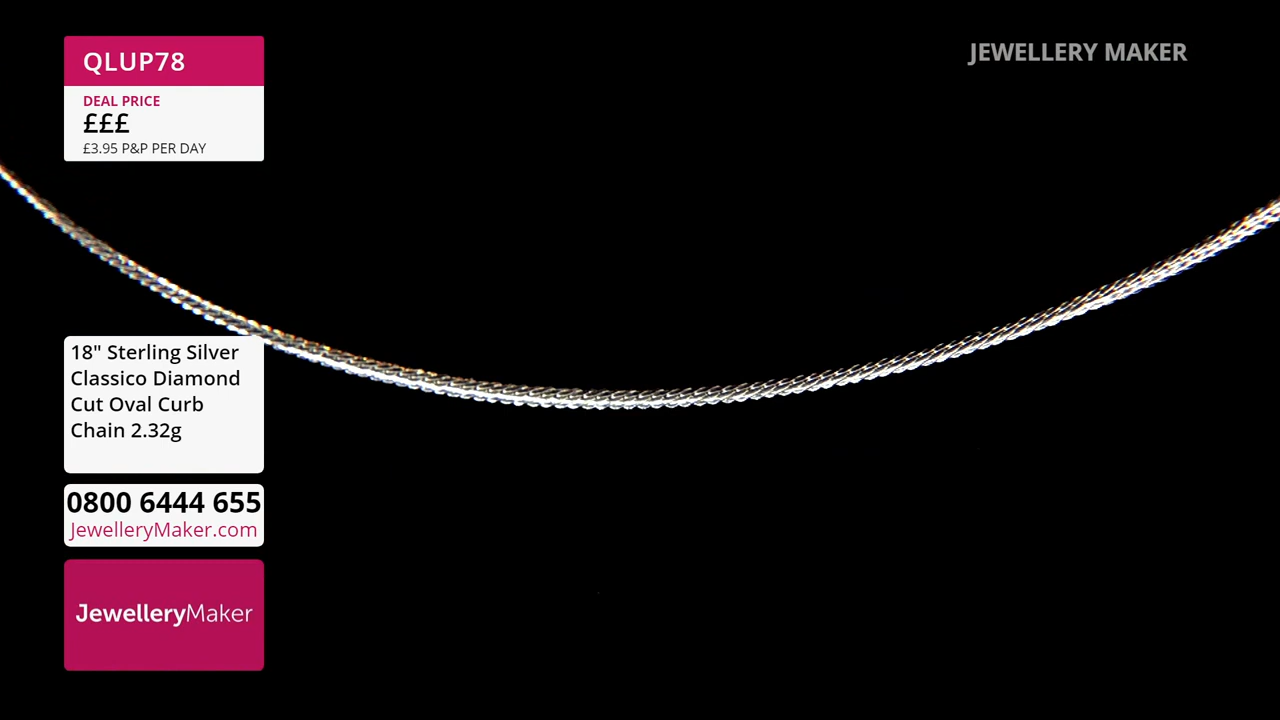 QLUP78
DEAL PRICE
£££
£3.95 P&P PER DAY
JEWELLERY MAKER
18" Sterling Silver
Classico Diamond
Cut Oval Curb
Chain 2.32g
0800 6444 655
JewelleryMaker.com
JewelleryMaker